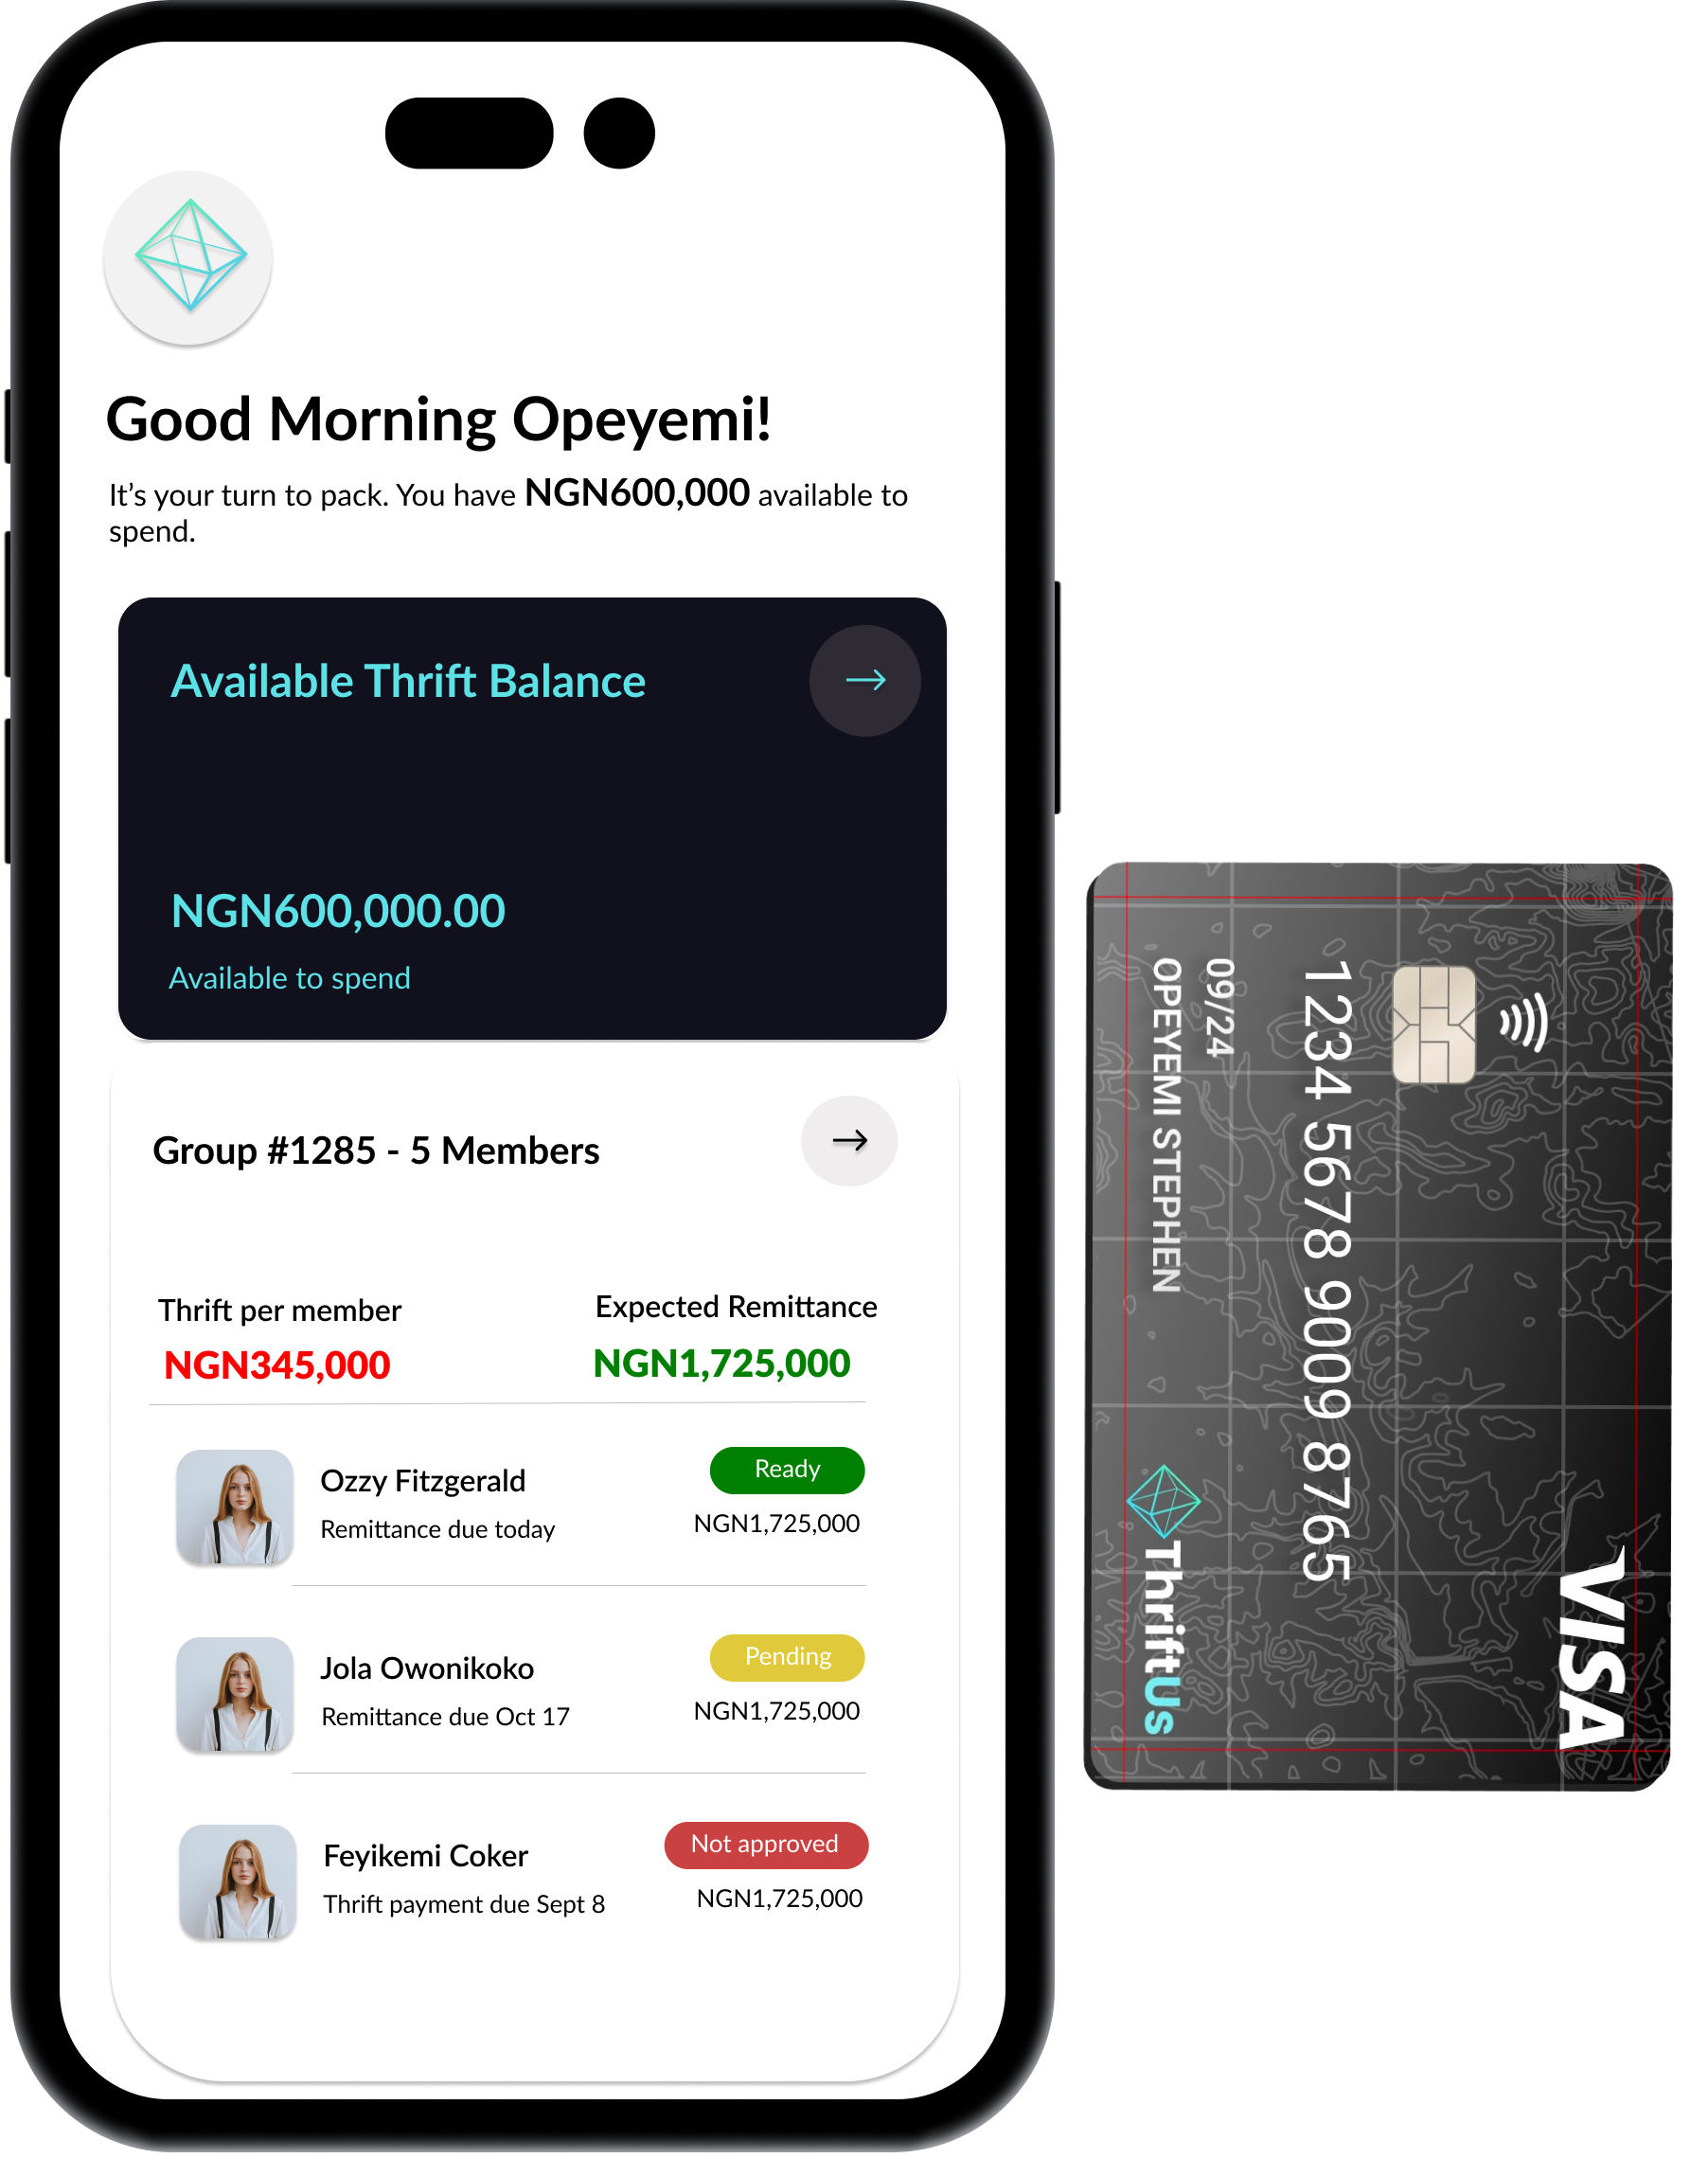 Good Morning Opeyemi!
It’s your turn to pack. You have NGN600,000 available to
spend.
Available Thrift Balance
NGN600,000.00
Available to spend
Group #1285 - 5 Members
Thrift per member
Expected Remittance
NGN345,000
NGN1,725,000
Ozzy Fitzgerald
Ready
Remittance due today
NGN1,725,000
Jola Owonikoko
Pending
Remittance due Oct 17
NGN1,725,000
Feyikemi Coker
Not approved
Thrift payment due Sept 8
NGN1,725,000
VISA
1234 5678 9009 8765
09/24
OPEYEMI STEPHEN
ThriftUs